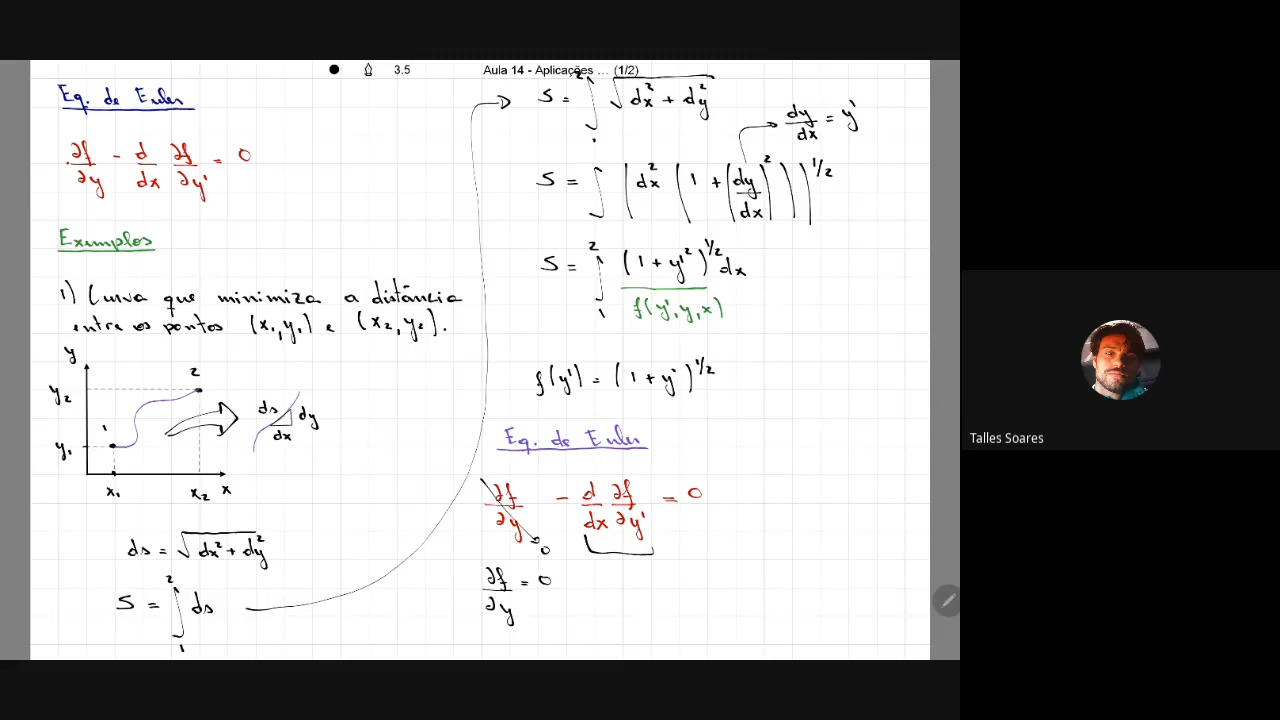 3.5 Aula 14 - Aplicações ... (1/2)
Eq. de Euler
∂f/∂y - d/dx ∂f/∂y' = 0
Exemplos
1) Curva que minimiza a distância
entre os pontos (x₁,y₁) e (x₂,y₂).
y
y₂
y₁
1
2
x₁ x₂ x
ds dy
dx
ds = √(dx² + dy²)
S = ∫₁² ds
S = ∫₁² √(dx² + dy²)
dy/dx = y'
S = ∫ (dx² (1 + (dy/dx)²))^1/2
S = ∫₁² (1 + y'²)^1/2 dx
f(y',y,x)
f(y') = (1 + y')^1/2
Eq. de Euler
∂f/∂y - d/dx ∂f/∂y' = 0
0
∂f/∂y = 0
Talles Soares